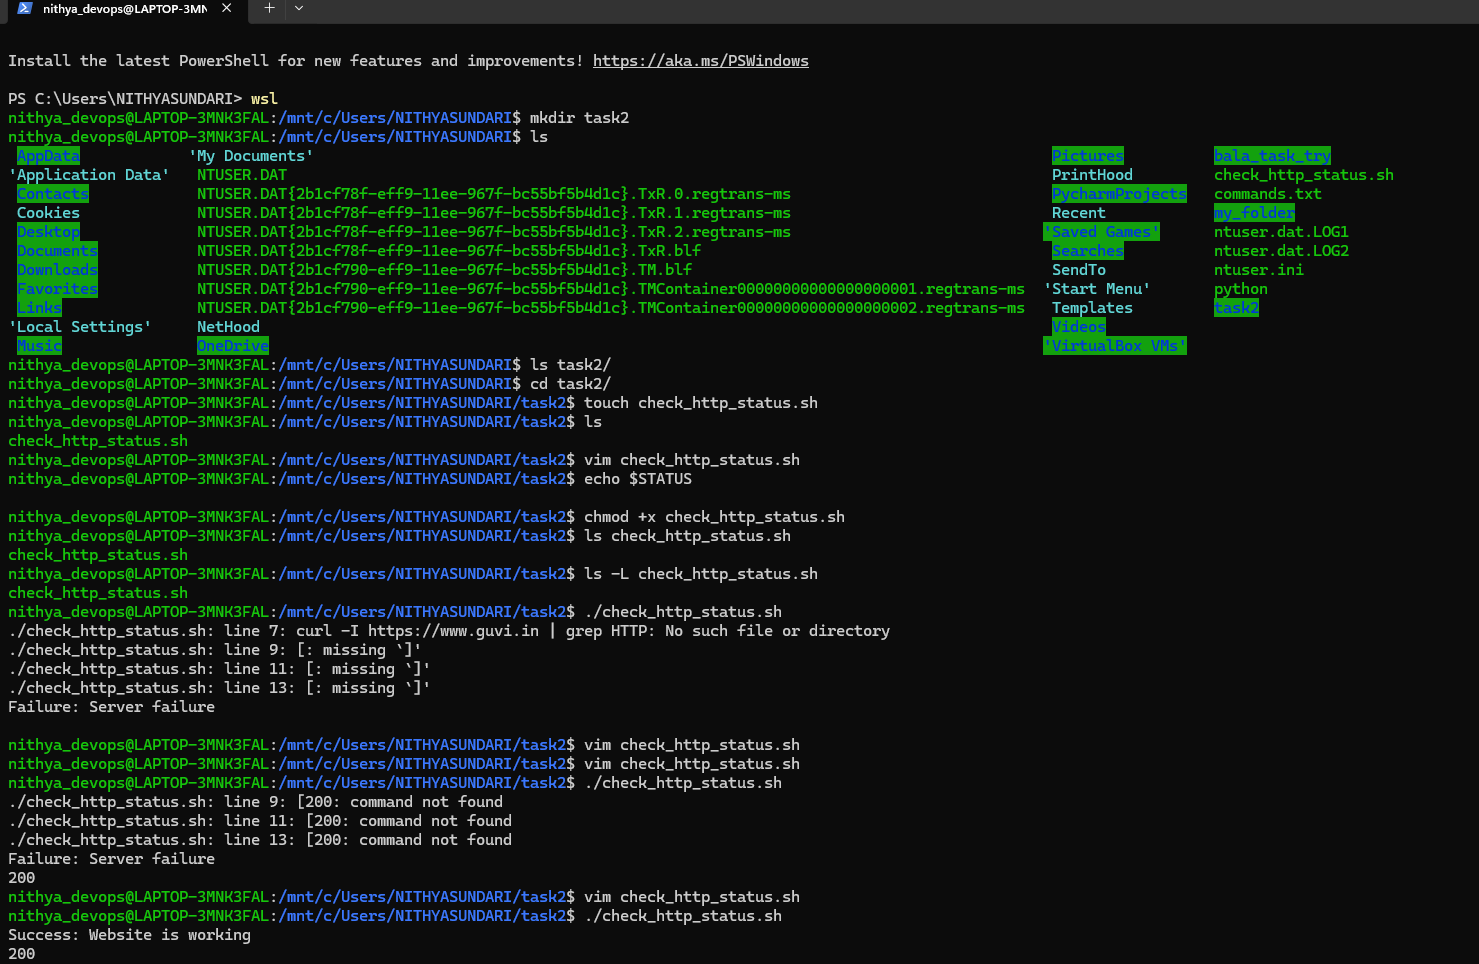 nithya_devops@LAPTOP-3MN
Install the latest PowerShell for new features and improvements! https://aka.ms/PSWindows
PS C:\Users\NITHYASUNDARI> wsl
nithya_devops@LAPTOP-3MNK3FAL:/mnt/c/Users/NITHYASUNDARI$ mkdir task2
nithya_devops@LAPTOP-3MNK3FAL:/mnt/c/Users/NITHYASUNDARI$ ls
AppData 'My Documents' Pictures bala_task_try
'Application Data' NTUSER.DAT PrintHood check_http_status.sh
Contacts NTUSER.DAT{2b1cf78f-eff9-11ee-967f-bc55bf5b4d1c}.TxR.0.regtrans-ms PycharmProjects commands.txt
Cookies NTUSER.DAT{2b1cf78f-eff9-11ee-967f-bc55bf5b4d1c}.TxR.1.regtrans-ms Recent my_folder
Desktop NTUSER.DAT{2b1cf78f-eff9-11ee-967f-bc55bf5b4d1c}.TxR.2.regtrans-ms 'Saved Games' ntuser.dat.LOG1
Documents NTUSER.DAT{2b1cf78f-eff9-11ee-967f-bc55bf5b4d1c}.TxR.blf Searches ntuser.dat.LOG2
Downloads NTUSER.DAT{2b1cf790-eff9-11ee-967f-bc55bf5b4d1c}.TM.blf SendTo ntuser.ini
Favorites NTUSER.DAT{2b1cf790-eff9-11ee-967f-bc55bf5b4d1c}.TMContainer00000000000000000001.regtrans-ms 'Start Menu' python
Links NTUSER.DAT{2b1cf790-eff9-11ee-967f-bc55bf5b4d1c}.TMContainer00000000000000000002.regtrans-ms Templates task2
'Local Settings' NetHood Videos
Music OneDrive 'VirtualBox VMs'
nithya_devops@LAPTOP-3MNK3FAL:/mnt/c/Users/NITHYASUNDARI$ ls task2/
nithya_devops@LAPTOP-3MNK3FAL:/mnt/c/Users/NITHYASUNDARI$ cd task2/
nithya_devops@LAPTOP-3MNK3FAL:/mnt/c/Users/NITHYASUNDARI/task2$ touch check_http_status.sh
nithya_devops@LAPTOP-3MNK3FAL:/mnt/c/Users/NITHYASUNDARI/task2$ ls
check_http_status.sh
nithya_devops@LAPTOP-3MNK3FAL:/mnt/c/Users/NITHYASUNDARI/task2$ vim check_http_status.sh
nithya_devops@LAPTOP-3MNK3FAL:/mnt/c/Users/NITHYASUNDARI/task2$ echo $STATUS
nithya_devops@LAPTOP-3MNK3FAL:/mnt/c/Users/NITHYASUNDARI/task2$ chmod +x check_http_status.sh
nithya_devops@LAPTOP-3MNK3FAL:/mnt/c/Users/NITHYASUNDARI/task2$ ls check_http_status.sh
check_http_status.sh
nithya_devops@LAPTOP-3MNK3FAL:/mnt/c/Users/NITHYASUNDARI/task2$ ls -L check_http_status.sh
check_http_status.sh
nithya_devops@LAPTOP-3MNK3FAL:/mnt/c/Users/NITHYASUNDARI/task2$ ./check_http_status.sh
./check_http_status.sh: line 7: curl -I https://www.guvi.in | grep HTTP: No such file or directory
./check_http_status.sh: line 9: [: missing `]'
./check_http_status.sh: line 11: [: missing `]'
./check_http_status.sh: line 13: [: missing `]'
Failure: Server failure
nithya_devops@LAPTOP-3MNK3FAL:/mnt/c/Users/NITHYASUNDARI/task2$ vim check_http_status.sh
nithya_devops@LAPTOP-3MNK3FAL:/mnt/c/Users/NITHYASUNDARI/task2$ vim check_http_status.sh
nithya_devops@LAPTOP-3MNK3FAL:/mnt/c/Users/NITHYASUNDARI/task2$ ./check_http_status.sh
./check_http_status.sh: line 9: [200: command not found
./check_http_status.sh: line 11: [200: command not found
./check_http_status.sh: line 13: [200: command not found
Failure: Server failure
200
nithya_devops@LAPTOP-3MNK3FAL:/mnt/c/Users/NITHYASUNDARI/task2$ vim check_http_status.sh
nithya_devops@LAPTOP-3MNK3FAL:/mnt/c/Users/NITHYASUNDARI/task2$ ./check_http_status.sh
Success: Website is working
200